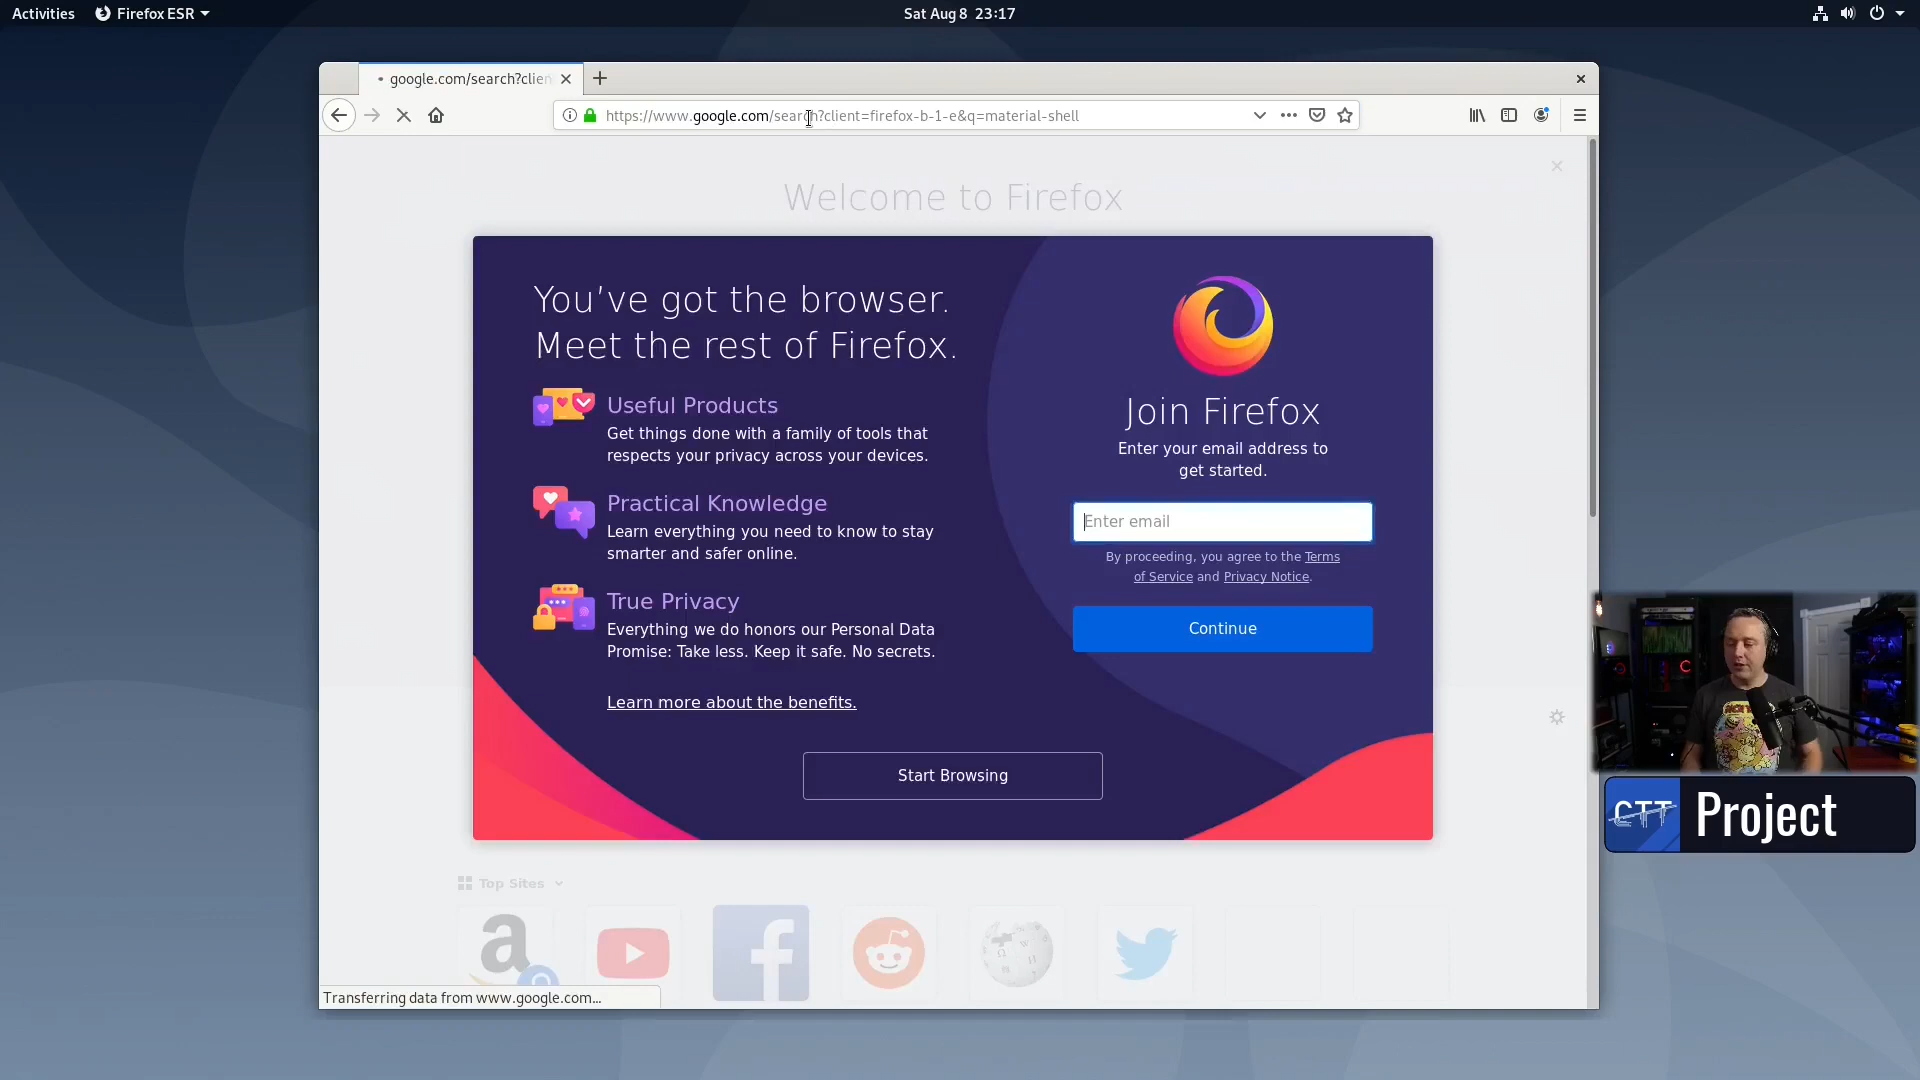 Activities
Firefox ESR
Sat Aug 8 23:17
google.com/search?clien
https://www.google.com/search?client=firefox-b-1-e&q=material-shell
Welcome to Firefox
You've got the browser.
Meet the rest of Firefox.
Useful Products
Get things done with a family of tools that
respects your privacy across your devices.
Practical Knowledge
Learn everything you need to know to stay
smarter and safer online.
True Privacy
Everything we do honors our Personal Data
Promise: Take less. Keep it safe. No secrets.
Learn more about the benefits.
Join Firefox
Enter your email address to
get started.
Enter email
By proceeding, you agree to the Terms
of Service and Privacy Notice.
Continue
Start Browsing
Top Sites
Transferring data from www.google.com...
CTT
Project